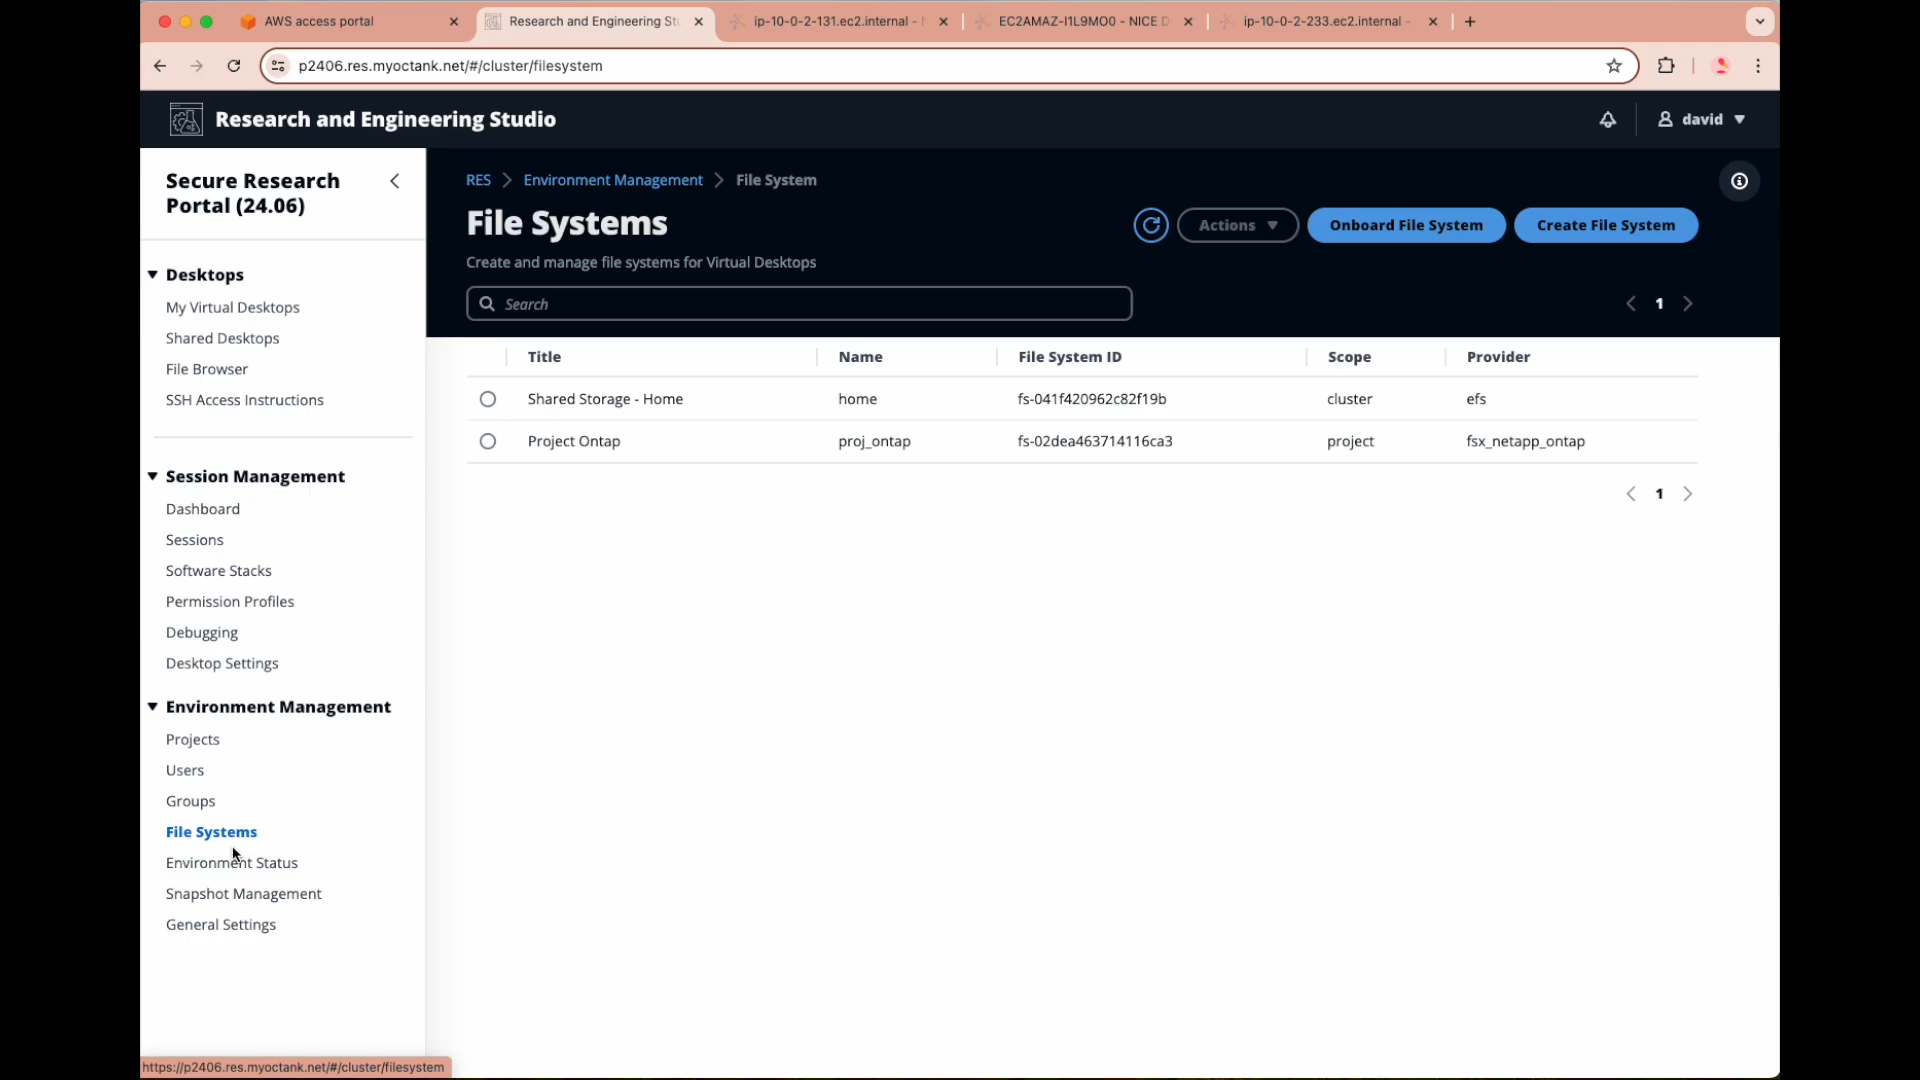 AWS access portal
Research and Engineering St
ip-10-0-2-131.ec2.internal -
EC2AMAZ-I1L9MO0 - NICE D
ip-10-0-2-233.ec2.internal -
p2406.res.myoctank.net/#/cluster/filesystem
Research and Engineering Studio
david
Secure Research
Portal (24.06)
Desktops
My Virtual Desktops
Shared Desktops
File Browser
SSH Access Instructions
Session Management
Dashboard
Sessions
Software Stacks
Permission Profiles
Debugging
Desktop Settings
Environment Management
Projects
Users
Groups
File Systems
Environment Status
Snapshot Management
General Settings
RES > Environment Management > File System
File Systems
Actions
Onboard File System
Create File System
Create and manage file systems for Virtual Desktops
Search
1
Title Name File System ID Scope Provider
Shared Storage - Home home fs-041f420962c82f19b cluster efs
Project Ontap proj_ontap fs-02dea463714116ca3 project fsx_netapp_ontap
1
https://p2406.res.myoctank.net/#/cluster/filesystem